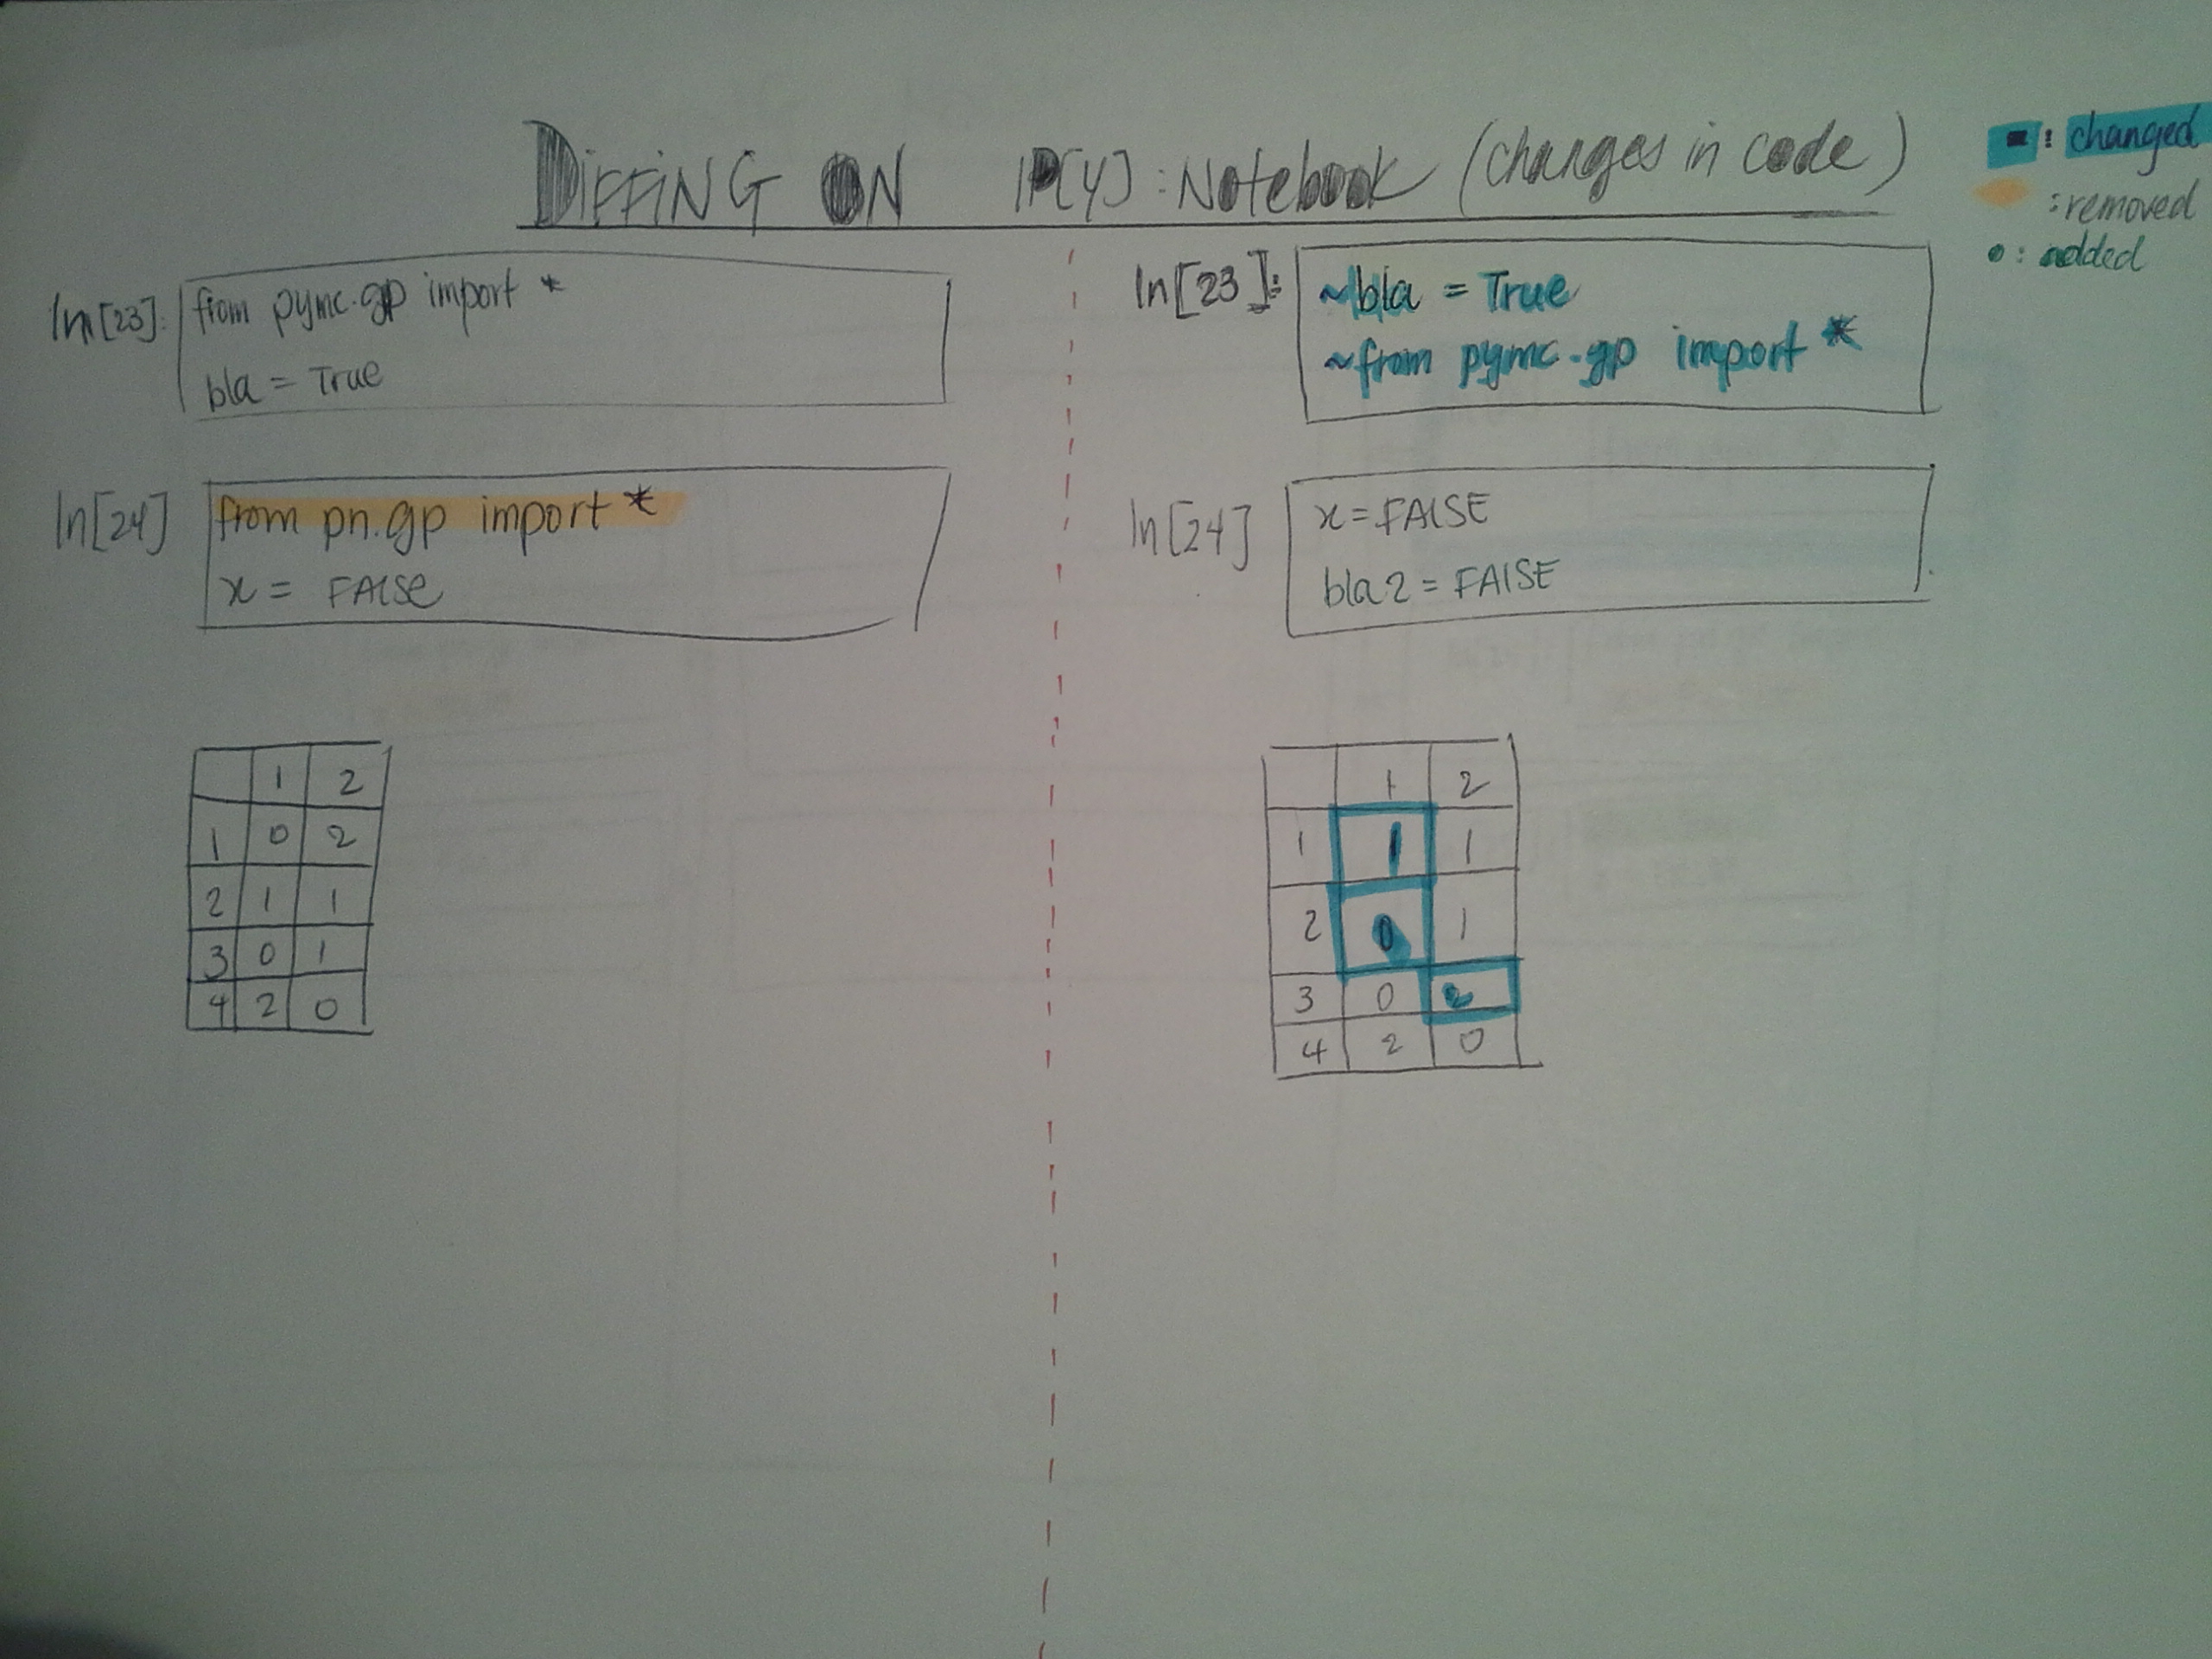 DiffiNG ON IP[y]: Notebook (changes in code)
■: changed
: removed
o: added
In[23]:
from pymc.gp import *
bla = True
In[24]
from pn.gp import *
x = FAlse
In[23]:
~bla = True
~from pymc.gp import *
In[24]
x = FAlSE
bla2 = FAlSE
1 2
1 0 2
2 1 1
3 0 1
4 2 0
1 2
1 1 1
2 0 1
3 0 2
4 2 0